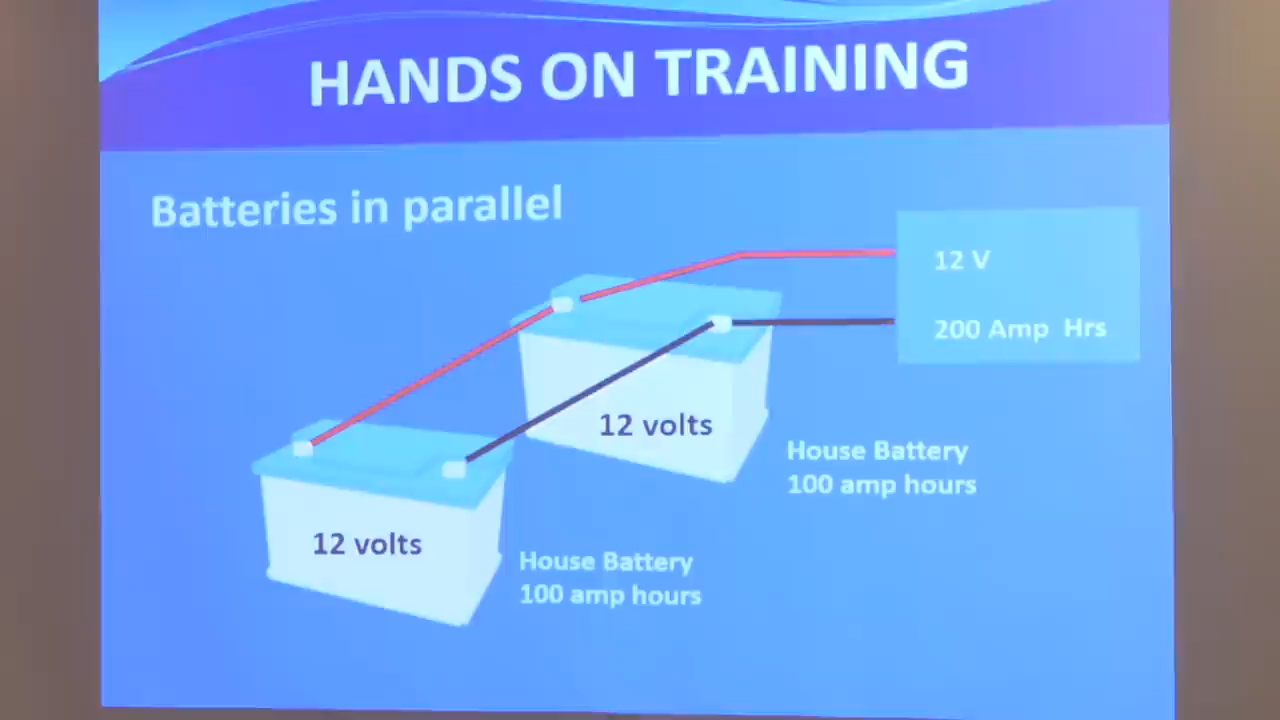 HANDS ON TRAINING
Batteries in parallel
12 V
200 Amp Hrs
12 volts
House Battery
100 amp hours
12 volts
House Battery
100 amp hours